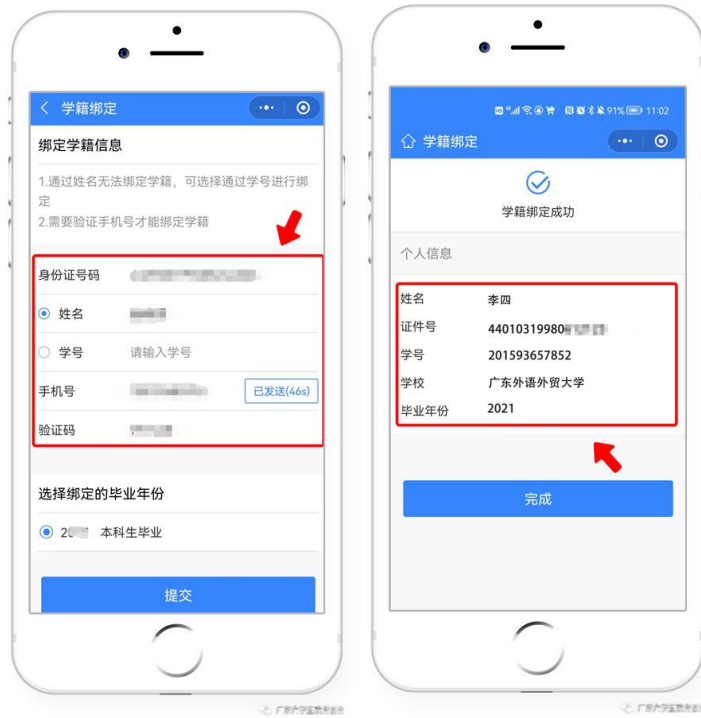 学籍绑定
绑定学籍信息
1.通过姓名无法绑定学籍，可选择通过学号进行绑
定
2.需要验证手机号才能绑定学籍
身份证号码
姓名
学号 请输入学号
手机号 已发送(46s)
验证码
选择绑定的毕业年份
本科生毕业
提交
91% 11:02
学籍绑定
学籍绑定成功
个人信息
姓名 李四
证件号 44010319980
学号 201593657852
学校 广东外语外贸大学
毕业年份 2021
完成